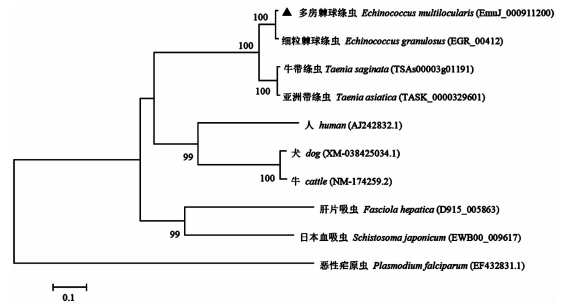 100
▲ 多房棘球绦虫 Echinococcus multilocularis (EmuJ_000911200)
100
细粒棘球绦虫 Echinococcus granulosus (EGR_00412)
牛带绦虫 Taenia saginata (TSAs00003g01191)
100
亚洲带绦虫 Taenia asiatica (TASK_0000329601)
人 human (AJ242832.1)
99
犬 dog (XM-038425034.1)
100
牛 cattle (NM-174259.2)
肝片吸虫 Fasciola hepatica (D915_005863)
99
日本血吸虫 Schistosoma japonicum (EWB00_009617)
恶性疟原虫 Plasmodium falciparum (EF432831.1)
0.1